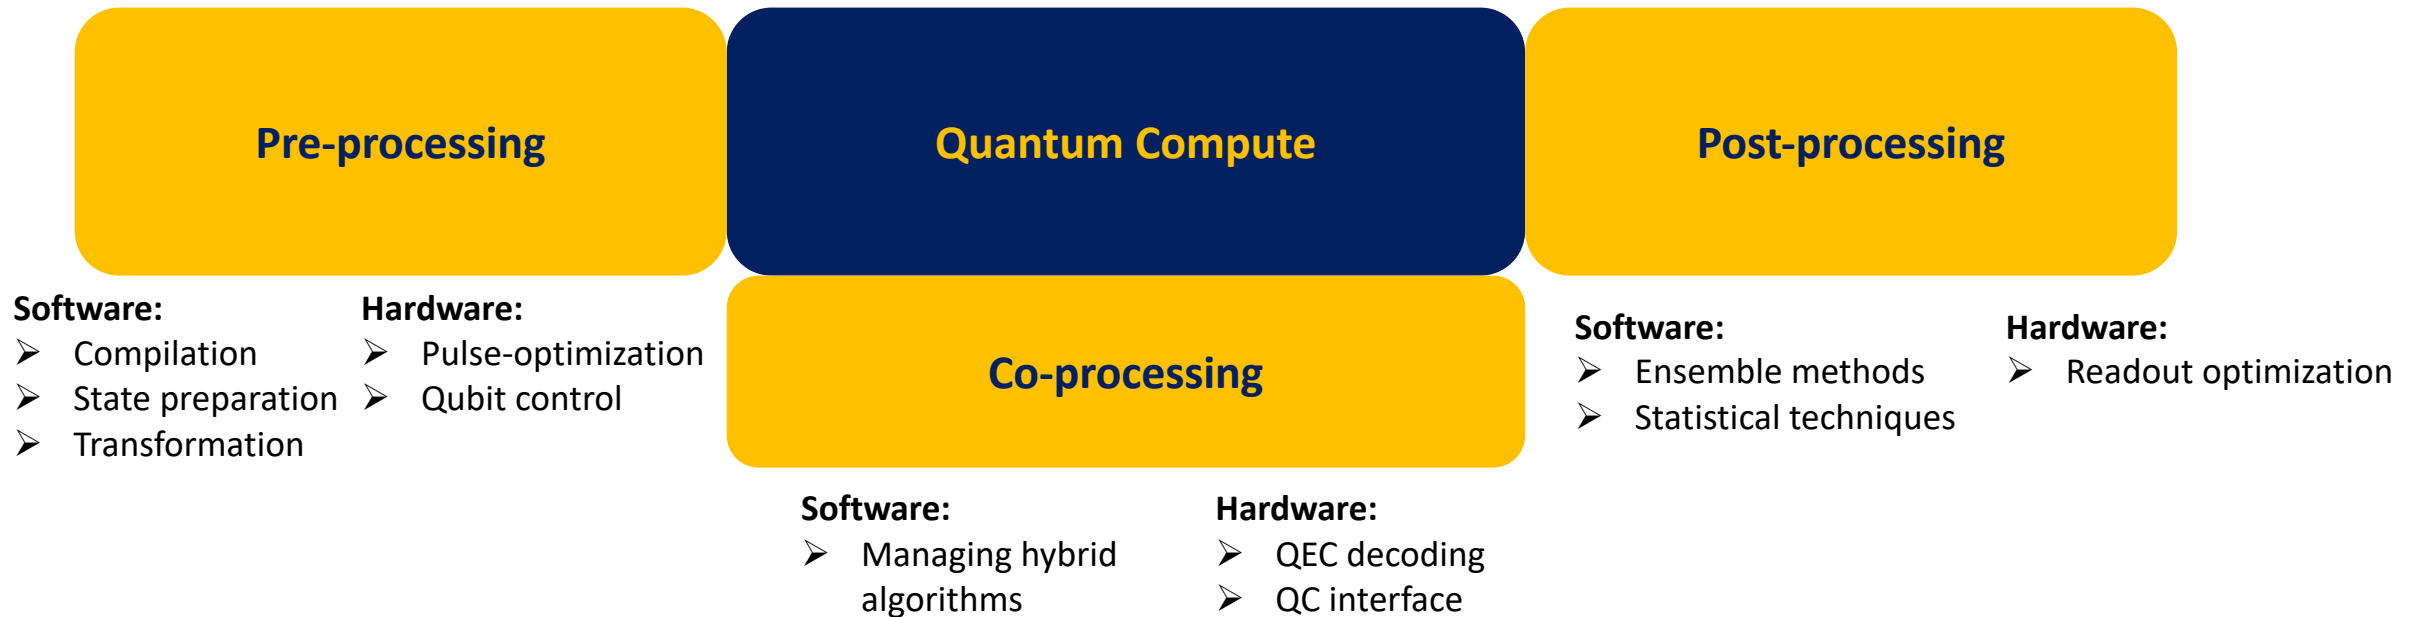 Pre-processing
Quantum Compute
Post-processing
Co-processing
Software:
➢ Compilation
➢ State preparation
➢ Transformation
Hardware:
➢ Pulse-optimization
➢ Qubit control
Software:
➢ Managing hybrid
algorithms
Hardware:
➢ QEC decoding
➢ QC interface
Software:
➢ Ensemble methods
➢ Statistical techniques
Hardware:
➢ Readout optimization